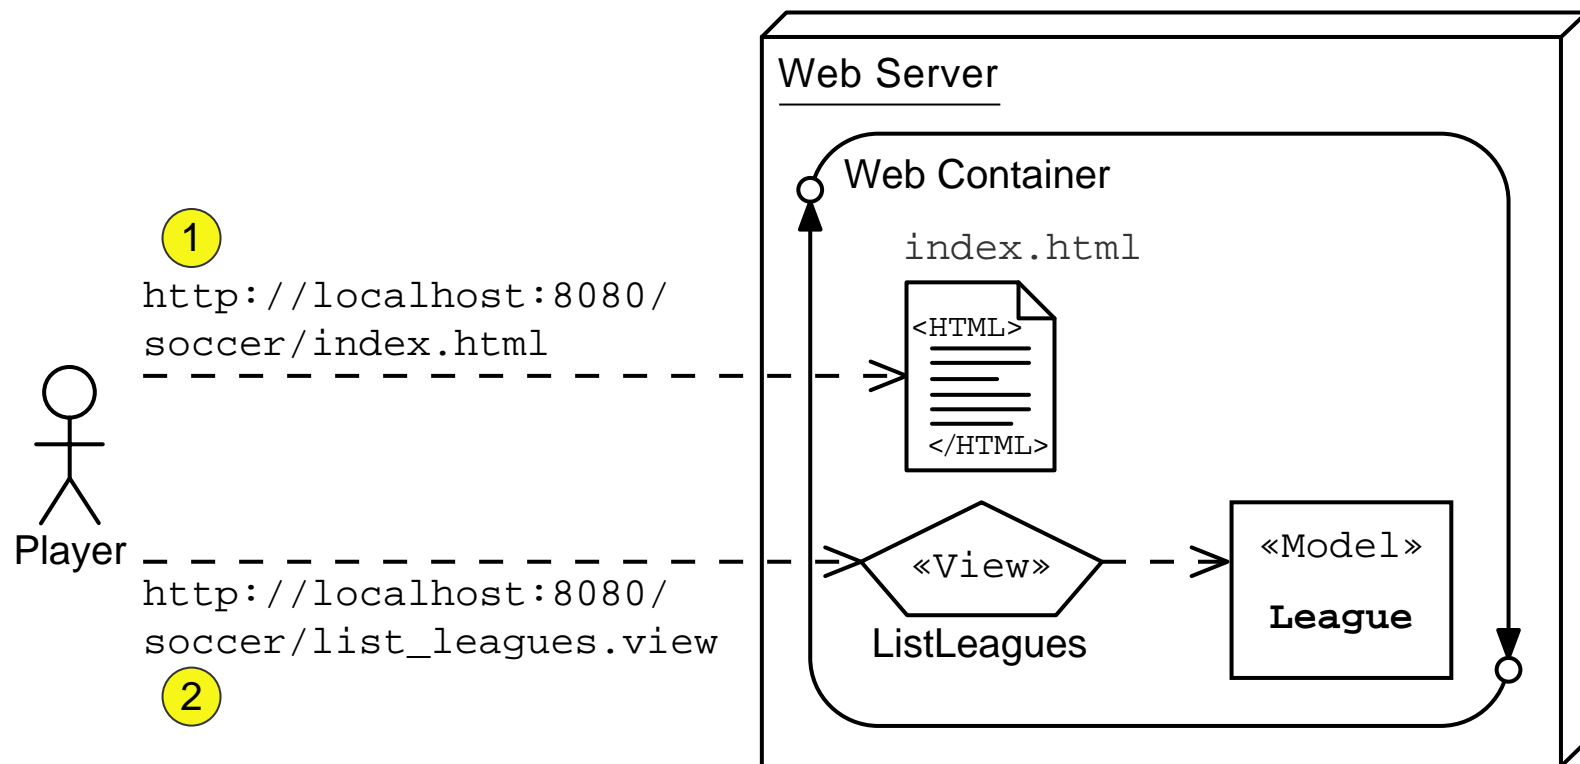 Web Server
Web Container
1
index.html
http://localhost:8080/
soccer/index.html
<HTML>
</HTML>
Player
«View»
ListLeagues
«Model»
League
http://localhost:8080/
soccer/list_leagues.view
2